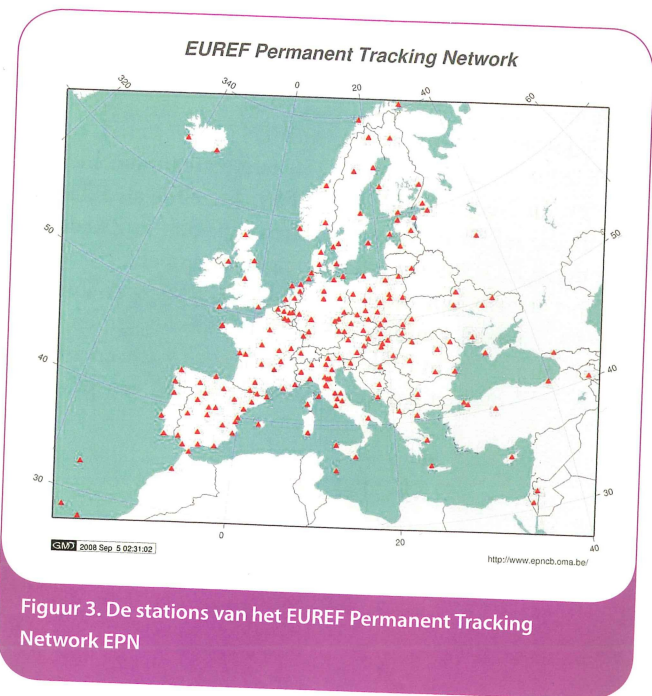 EUREF Permanent Tracking Network
320 340 0 20 40 60
50 50
40 40
30 30
0 20 40
GMD 2008 Sep 5 02:31:02
http://www.epncb.oma.be/
Figuur 3. De stations van het EUREF Permanent Tracking
Network EPN